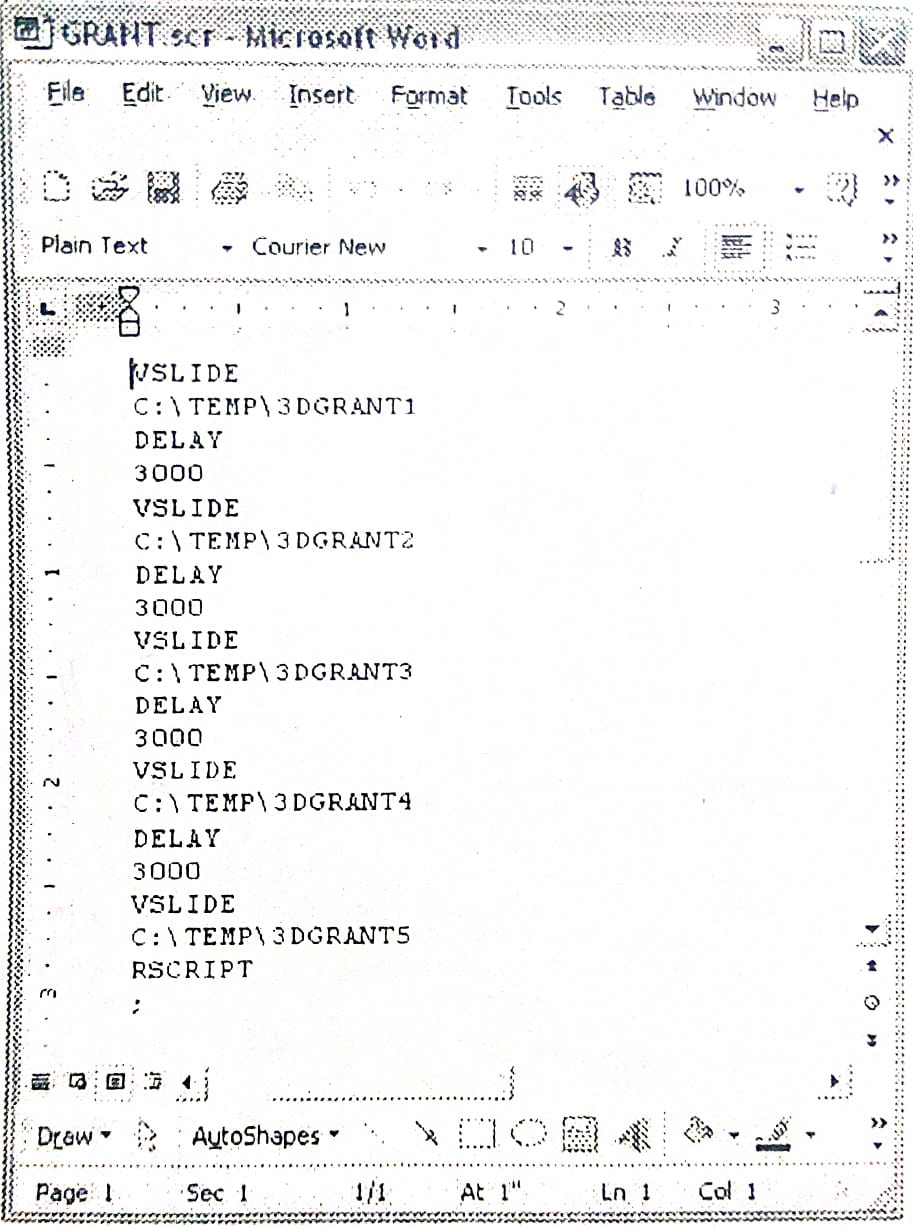 GRANT.scr - Microsoft Word
File Edit View Insert Format Tools Table Window Help
100%
Plain Text Courier New 10
1 2 3
VSLIDE
C:\TEMP\3DGRANT1
DELAY
3000
VSLIDE
C:\TEMP\3DGRANT2
DELAY
3000
VSLIDE
C:\TEMP\3DGRANT3
DELAY
3000
VSLIDE
C:\TEMP\3DGRANT4
DELAY
3000
VSLIDE
C:\TEMP\3DGRANT5
RSCRIPT
;
1
2
3
Draw AutoShapes
Page 1 Sec 1 1/1 At 1" Ln 1 Col 1